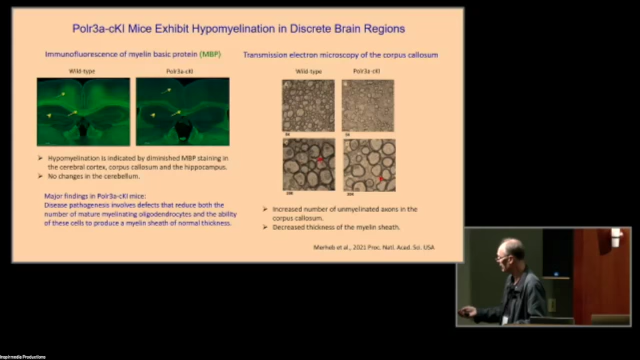 Polr3a-cKI Mice Exhibit Hypomyelination in Discrete Brain Regions
Immunofluorescence of myelin basic protein (MBP)
Wild-type
Polr3a-cKI
➢ Hypomyelination is indicated by diminished MBP staining in
the cerebral cortex, corpus callosum and the hippocampus.
➢ No changes in the cerebellum.
Major findings in Polr3a-cKI mice:
Disease pathogenesis involves defects that reduce both the
number of mature myelinating oligodendrocytes and the ability
of these cells to produce a myelin sheath of normal thickness.
Transmission electron microscopy of the corpus callosum
Wild-type
Polr3a-cKI
➢ Increased number of unmyelinated axons in the
corpus callosum.
➢ Decreased thickness of the myelin sheath.
Merheb et al., 2021 Proc. Natl. Acad. Sci. USA
Inspirmedia Productions